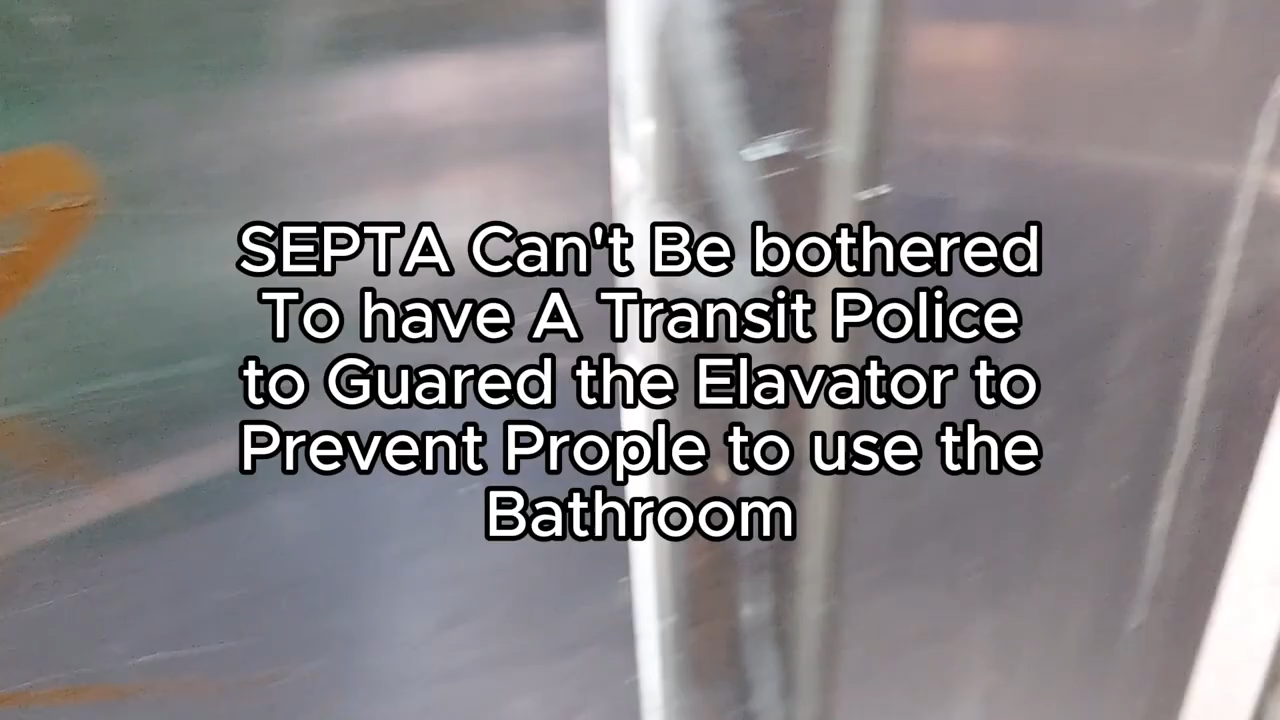 SEPTA Can't Be bothered
To have A Transit Police
to Guared the Elavator to
Prevent Prople to use the
Bathroom